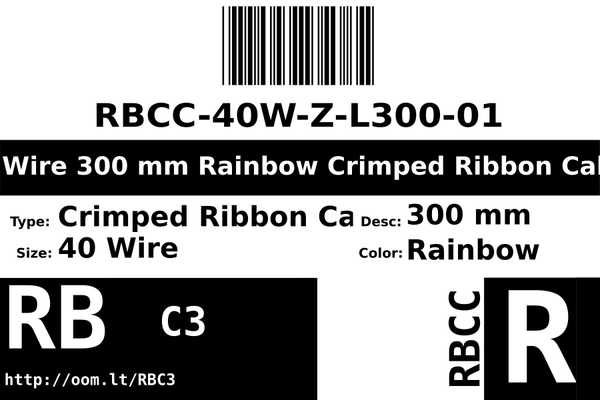 RBCC-40W-Z-L300-01
Wire 300 mm Rainbow Crimped Ribbon Ca
Type: Crimped Ribbon Ca Desc: 300 mm
Size: 40 Wire Color: Rainbow
RB C3
RBCC
R
http://oom.lt/RBC3